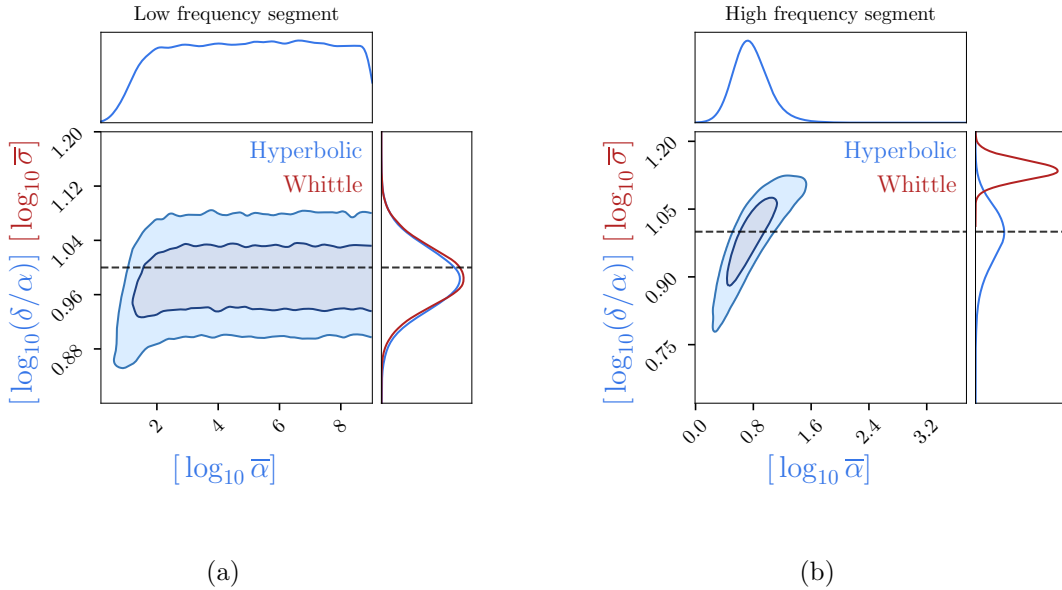 Low frequency segment
High frequency segment
Hyperbolic
Whittle
1.20
1.12
1.04
0.96
0.88
[log₁₀(δ/α)] [log₁₀ σ̅]
2
4
6
8
[log₁₀ α̅]
Hyperbolic
Whittle
1.20
1.05
0.90
0.75
[log₁₀(δ/α)] [log₁₀ σ̅]
0.0
0.8
1.6
2.4
3.2
[log₁₀ α̅]
(a)
(b)